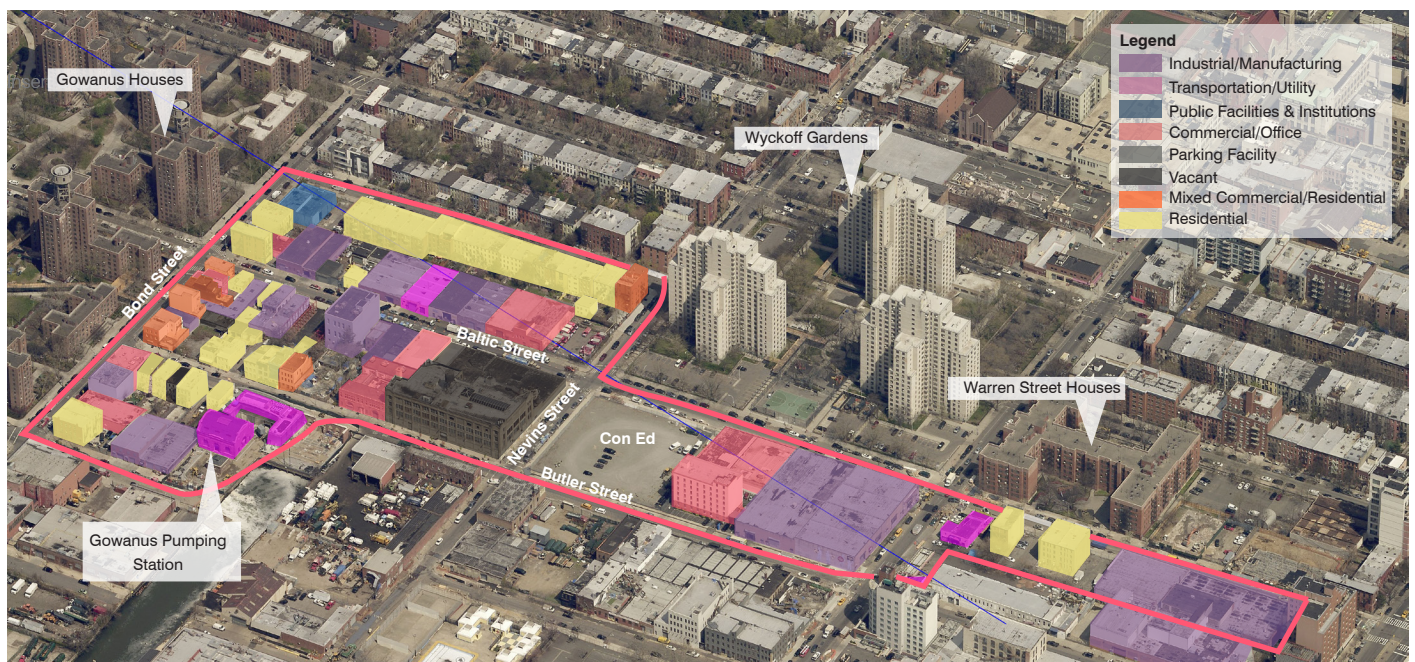 Gowanus Houses
Wyckoff Gardens
Legend
Industrial/Manufacturing
Transportation/Utility
Public Facilities & Institutions
Commercial/Office
Parking Facility
Vacant
Mixed Commercial/Residential
Residential
Bond Street
Baltic Street
Warren Street Houses
Nevins Street
Con Ed
Butler Street
Gowanus Pumping
Station